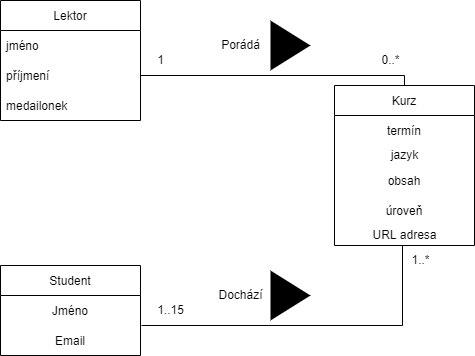 Lektor
jméno
příjmení
medailonek
1
Porádá
0..*
Kurz
termín
jazyk
obsah
úroveň
URL adresa
1..*
Student
Jméno
Email
1..15
Dochází